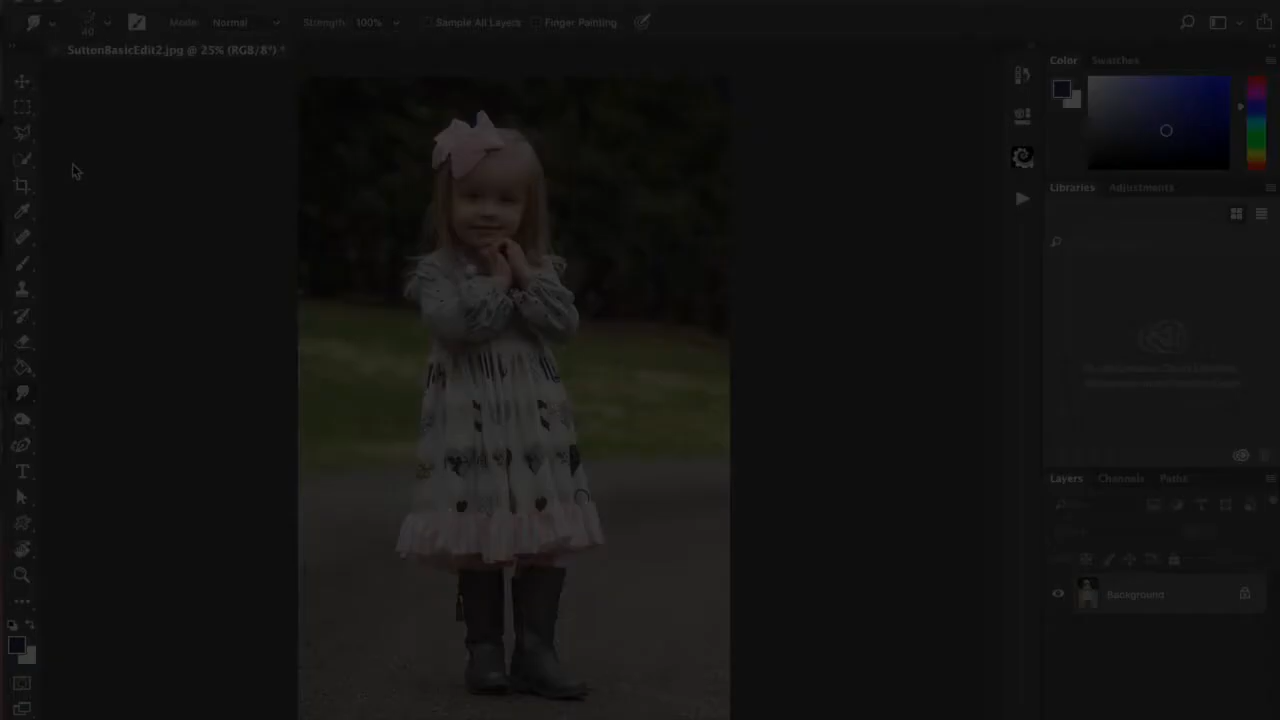 40
Mode: Normal
Strength: 100%
Sample All Layers
Finger Painting
SuttonBasicEdit2.jpg @ 25% (RGB/8*) *
Color
Swatches
Libraries
Adjustments
Layers
Channels
Paths
Background